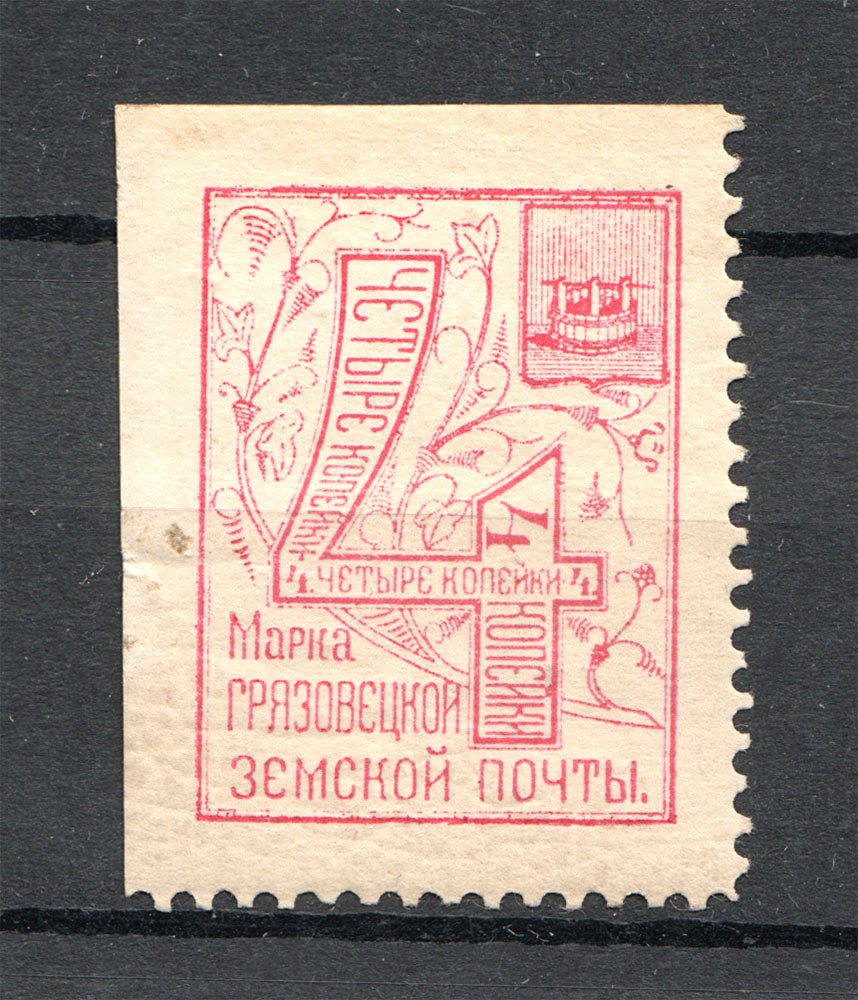 ЧЕТЫРЕ КОПЕЙКИ
4
КОПЕЙКИ
4. ЧЕТЫРЕ КОПЕЙКИ 4.
Марка
ГРЯЗОВЕЦКОЙ
ЗЕМСКОЙ ПОЧТЫ.